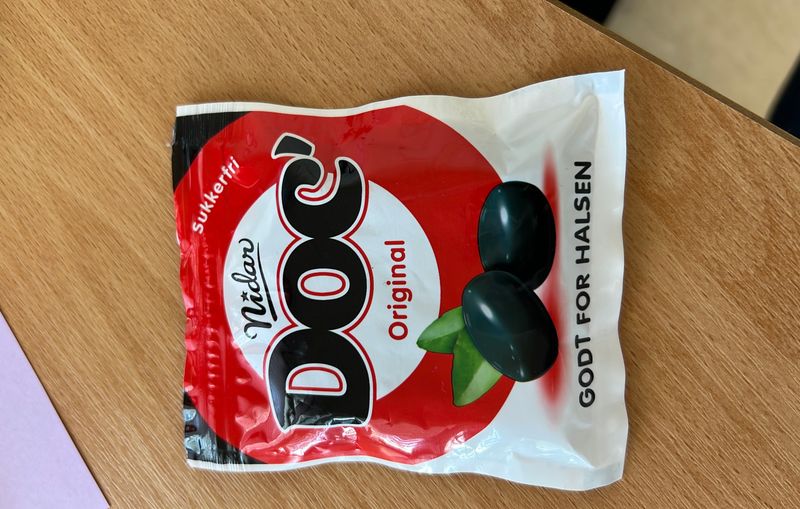 Sukkerfri
Nidar
DOC'
Original
GODT FOR HALSEN